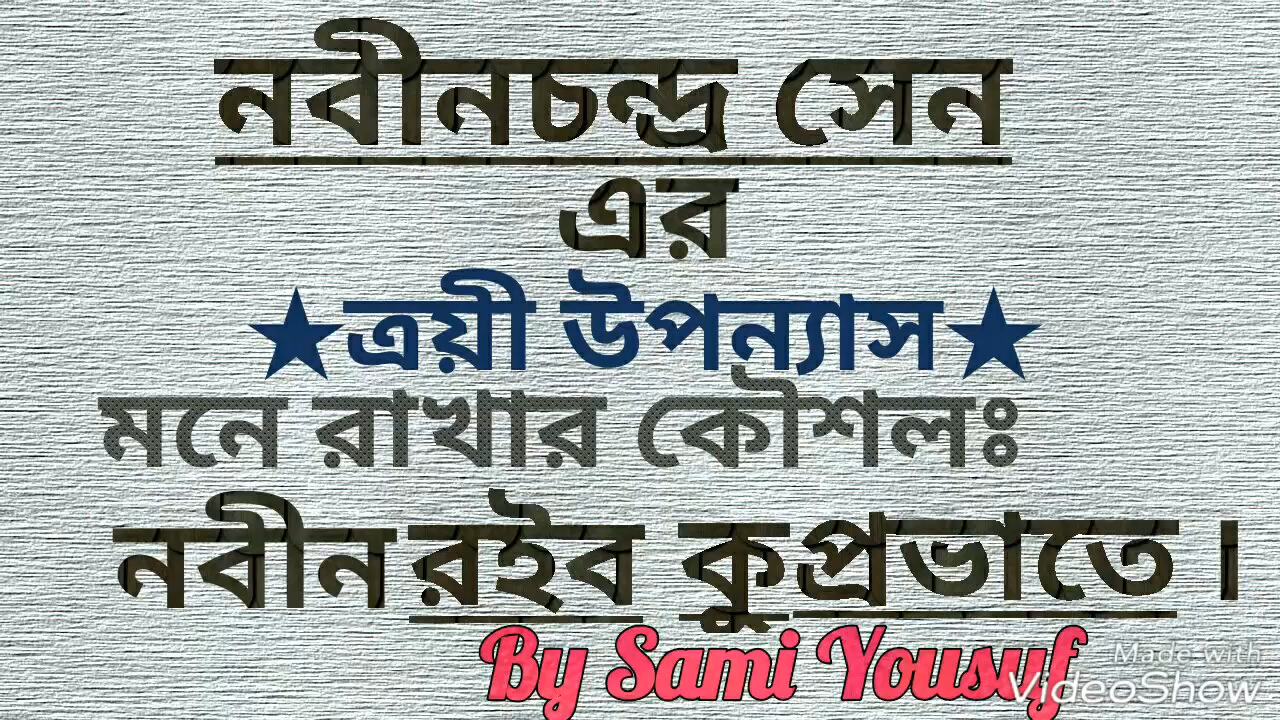 নবীনচন্দ্র সেন
এর
★ত্রয়ী উপন্যাস★
মনে রাখার কৌশলঃ
নবীন রইব কুপ্রভাতে ।
By Sami Yousuf
Made with
VideoShow